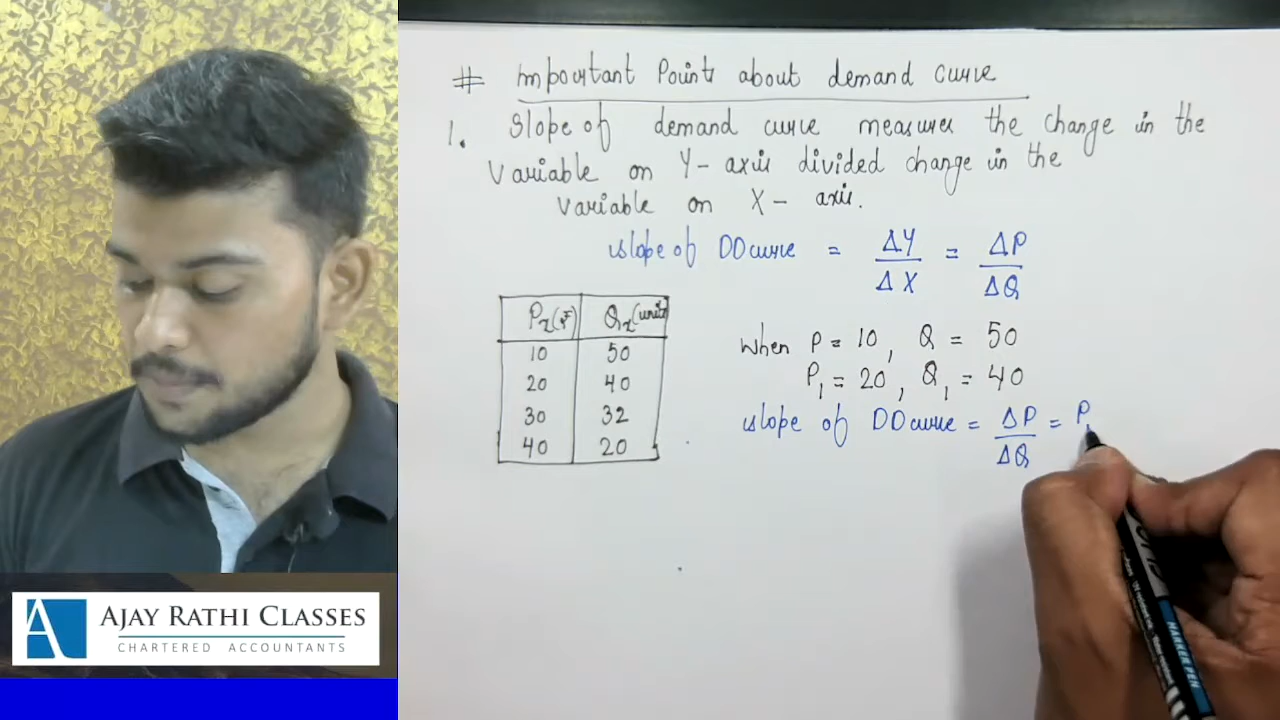 # Important Points about demand curve
1. Slope of demand curve measures the change in the
Variable on Y- axis divided change in the
Variable on X- axis.
slope of DD curve = ΔY/ΔX = ΔP/ΔQ
Px(₹) Qx(units)
10 50
20 40
30 32
40 20
When P = 10, Q = 50
P1 = 20, Q1 = 40
slope of DD curve = ΔP/ΔQ = P1
A AJAY RATHI CLASSES
CHARTERED ACCOUNTANTS
MARKER PEN